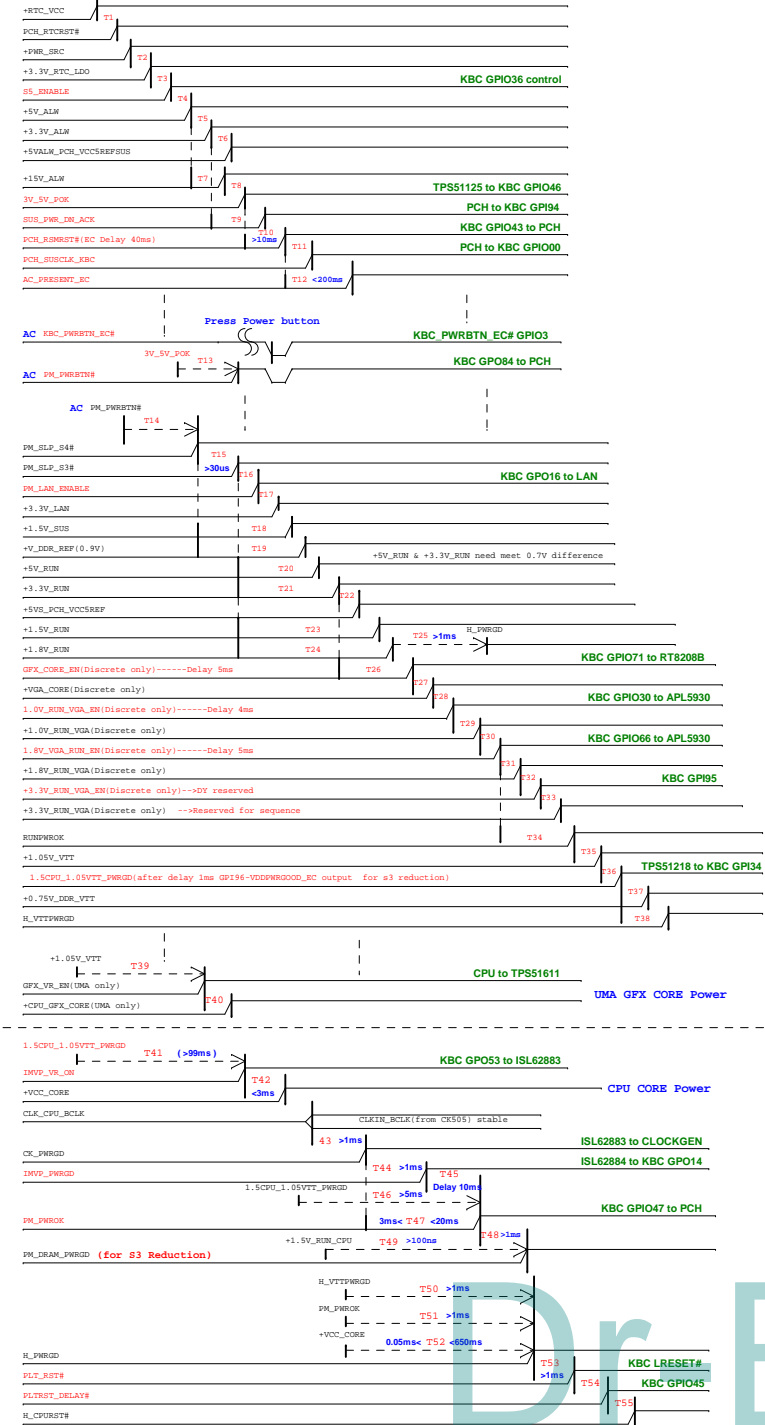 +RTC_VCC
T1
PCH_RTCRST#
+PWR_SRC
T2
+3.3V_RTC_LDO
T3
KBC GPIO36 control
S5_ENABLE
T4
+5V_ALW
T5
+3.3V_ALW
T6
+5VALW_PCH_VCC5REFSUS
+15V_ALW
T7
T8
TPS51125 to KBC GPIO46
3V_5V_POK
PCH to KBC GPI94
SUS_PWR_DN_ACK
T9
T10
KBC GPIO43 to PCH
PCH_RSMRST#(EC Delay 40ms)
>10ms
T11
PCH to KBC GPIO00
PCH_SUSCLK_KBC
AC_PRESENT_EC
T12 <200ms
Press Power button
AC KBC_PWRBTN_EC#
KBC_PWRBTN_EC# GPIO3
3V_5V_POK
T13
KBC GPO84 to PCH
AC PM_PWRBTN#
AC PM_PWRBTN#
T14
PM_SLP_S4#
T15
PM_SLP_S3#
>30us
T16
KBC GPO16 to LAN
PM_LAN_ENABLE
T17
+3.3V_LAN
+1.5V_SUS
T18
+V_DDR_REF(0.9V)
T19
+5V_RUN & +3.3V_RUN need meet 0.7V difference
+5V_RUN
T20
+3.3V_RUN
T21
T22
+5VS_PCH_VCC5REF
+1.5V_RUN
T23
T25 >1ms
H_PWRGD
+1.8V_RUN
T24
KBC GPIO71 to RT8208B
GFX_CORE_EN(Discrete only)------Delay 5ms
T26
+VGA_CORE(Discrete only)
T27
T28
KBC GPIO30 to APL5930
1.0V_RUN_VGA_EN(Discrete only)------Delay 4ms
T29
+1.0V_RUN_VGA(Discrete only)
T30
KBC GPIO66 to APL5930
1.8V_VGA_RUN_EN(Discrete only)------Delay 5ms
T31
+1.8V_RUN_VGA(Discrete only)
T32
KBC GPI95
+3.3V_RUN_VGA_EN(Discrete only)-->DY reserved
T33
+3.3V_RUN_VGA(Discrete only) -->Reserved for sequence
RUNPWROK
T34
+1.05V_VTT
T35
T36
TPS51218 to KBC GPI34
1.5CPU_1.05VTT_PWRGD(after delay 1ms GPI96-VDDPWRGOOD_EC output for s3 reduction)
+0.75V_DDR_VTT
T37
H_VTTPWRGD
T38
+1.05V_VTT
T39
CPU to TPS51611
GFX_VR_EN(UMA only)
UMA GFX CORE Power
+CPU_GFX_CORE(UMA only)
T40
1.5CPU_1.05VTT_PWRGD
T41 (>99ms)
KBC GPO53 to ISL62883
IMVP_VR_ON
T42
+VCC_CORE
<3ms
CPU CORE Power
CLK_CPU_BCLK
CLKIN_BCLK(from CK505) stable
43 >1ms
ISL62883 to CLOCKGEN
CK_PWRGD
T44 >1ms
ISL62884 to KBC GPO14
IMVP_PWRGD
T45
1.5CPU_1.05VTT_PWRGD
T46 >5ms
Delay 10ms
KBC GPIO47 to PCH
PM_PWROK
3ms< T47 <20ms
T48 >1ms
+1.5V_RUN_CPU
T49 >100ns
PM_DRAM_PWRGD (for S3 Reduction)
H_VTTPWRGD
T50 >1ms
PM_PWROK
T51 >1ms
+VCC_CORE
0.05ms< T52 <650ms
H_PWRGD
T53
KBC LRESET#
PLT_RST#
>1ms
T54
KBC GPIO45
PLTRST_DELAY#
T55
H_CPURST#
Dr-